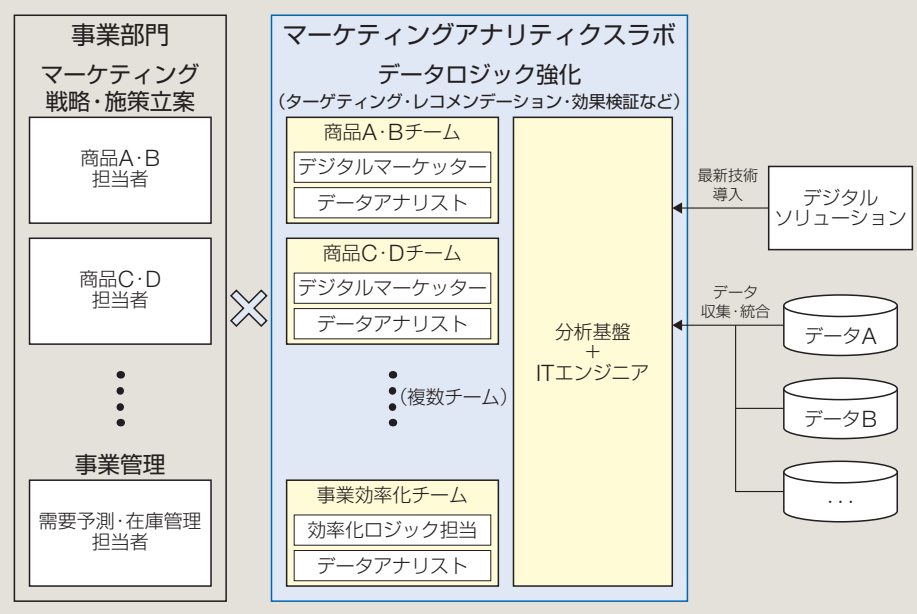 事業部門
マーケティング
戦略・施策立案
商品A・B
担当者
商品C・D
担当者
事業管理
需要予測・在庫管理
担当者
マーケティングアナリティクスラボ
データロジック強化
（ターゲティング・レコメンデーション・効果検証など）
商品A・Bチーム
デジタルマーケッター
データアナリスト
商品C・Dチーム
デジタルマーケッター
データアナリスト
（複数チーム）
事業効率化チーム
効率化ロジック担当
データアナリスト
分析基盤
＋
ITエンジニア
最新技術
導入
デジタル
ソリューション
データ
収集・統合
データA
データB
...